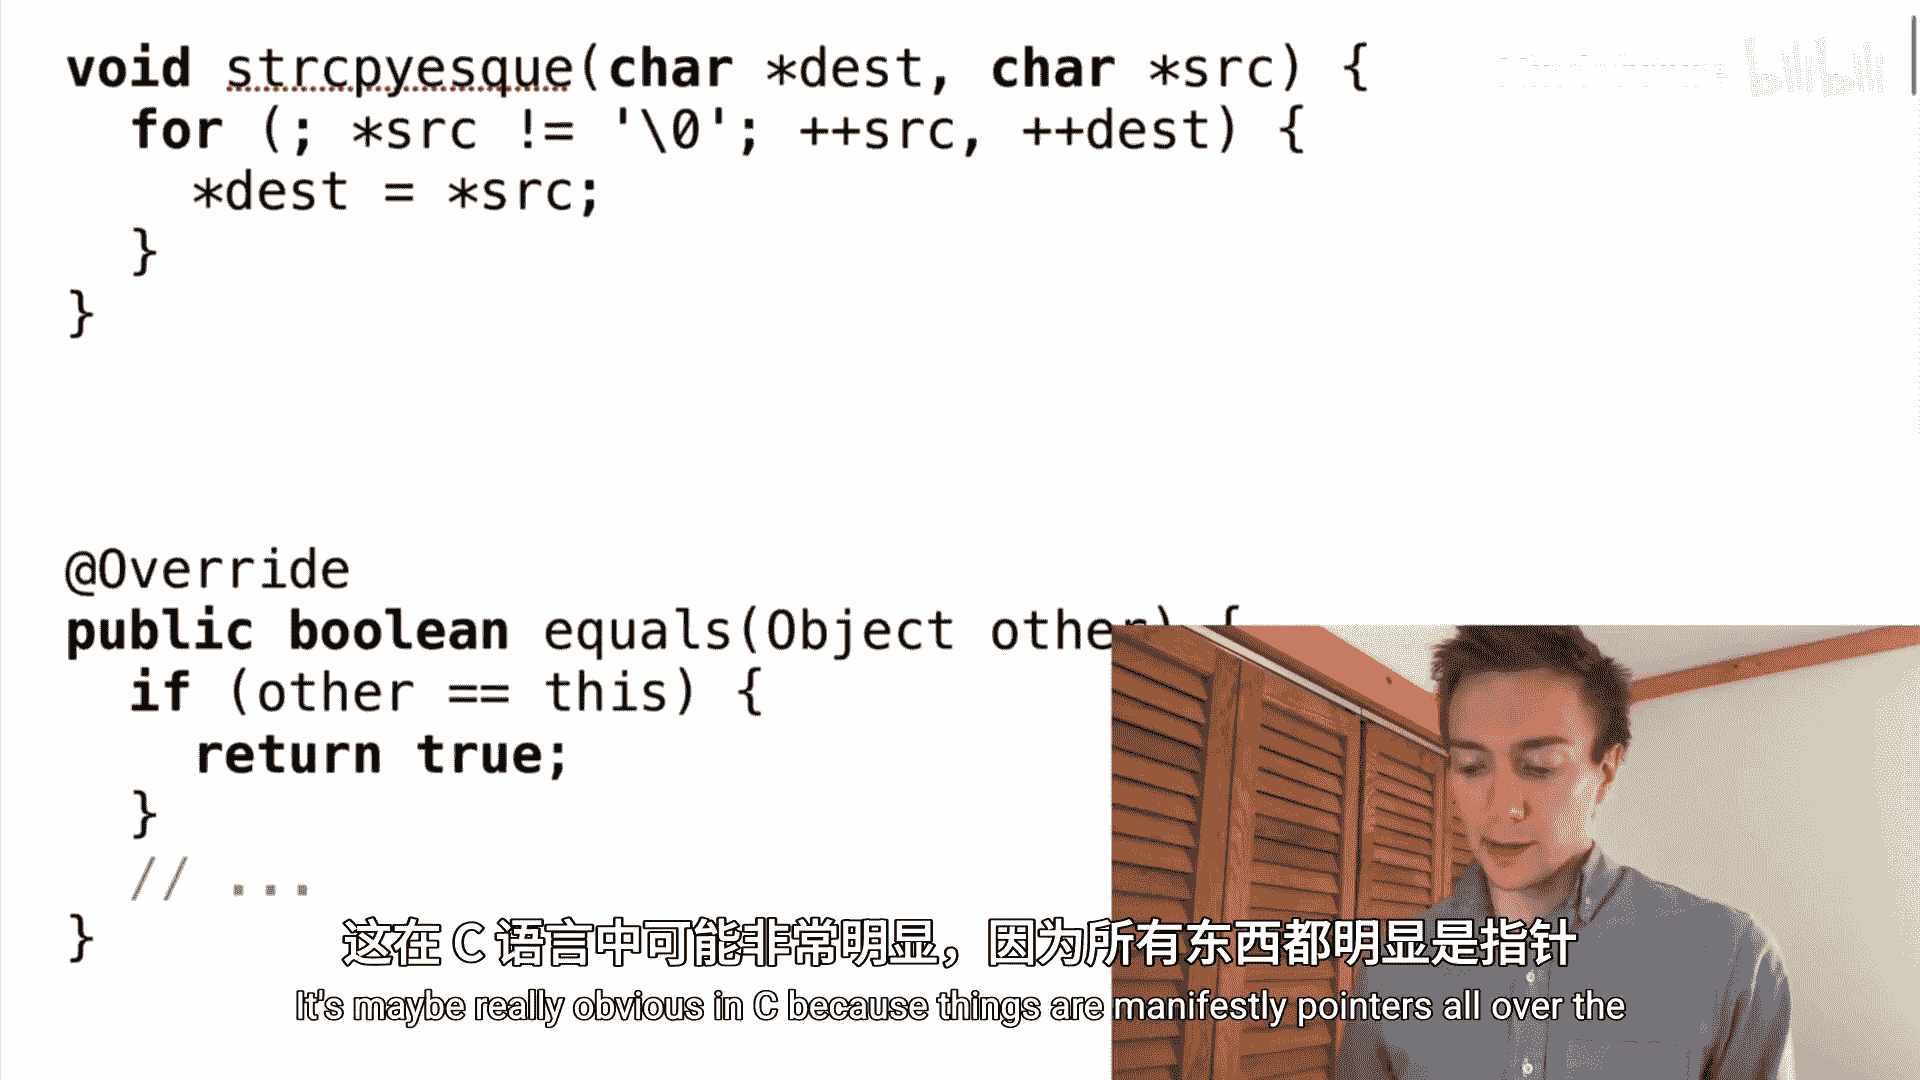 void strcpyesque(char *dest, char *src) {
for (; *src != '\0'; ++src, ++dest) {
*dest = *src;
}
}
bilibili
@Override
public boolean equals(Object other) {
if (other == this) {
return true;
}
// ...
}
这在 C 语言中可能非常明显，因为所有东西都明显是指针
It's maybe really obvious in C because things are manifestly pointers all over the